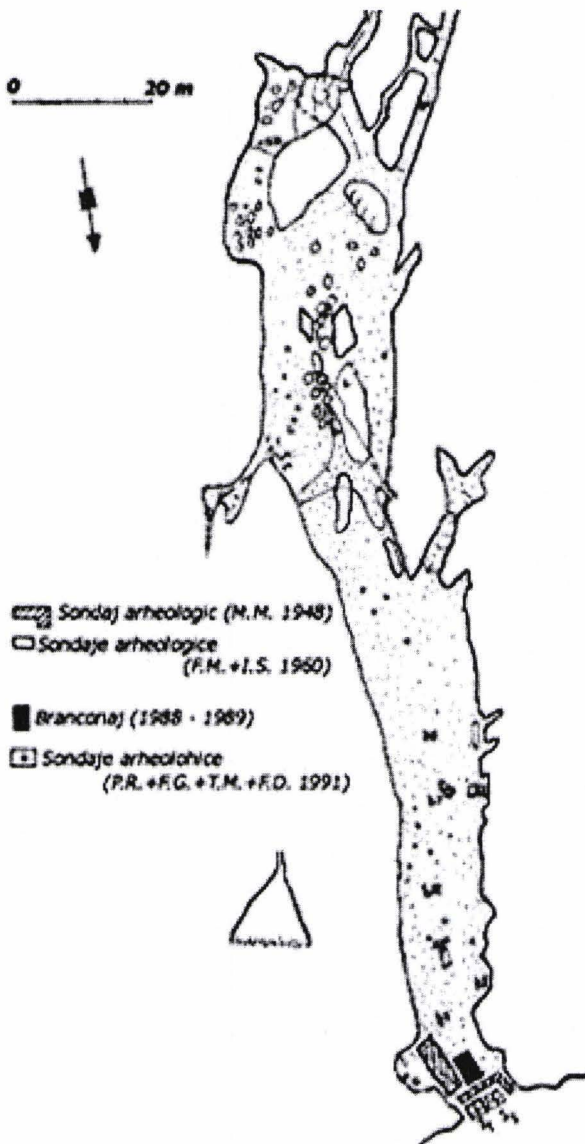 0 20 m
Sondaj arheologic (M.M. 1948)
Sondaje arheologice
(F.M.+I.S. 1960)
Branconaj (1988 - 1989)
Sondaje arheolohice
(P.R.+F.G.+T.M.+F.D. 1991)